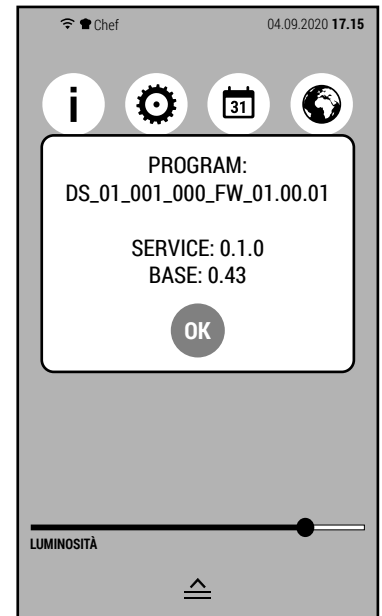 Chef 04.09.2020 17.15
i 31
PROGRAM:
DS_01_001_000_FW_01.00.01
SERVICE: 0.1.0
BASE: 0.43
OK
LUMINOSITÀ